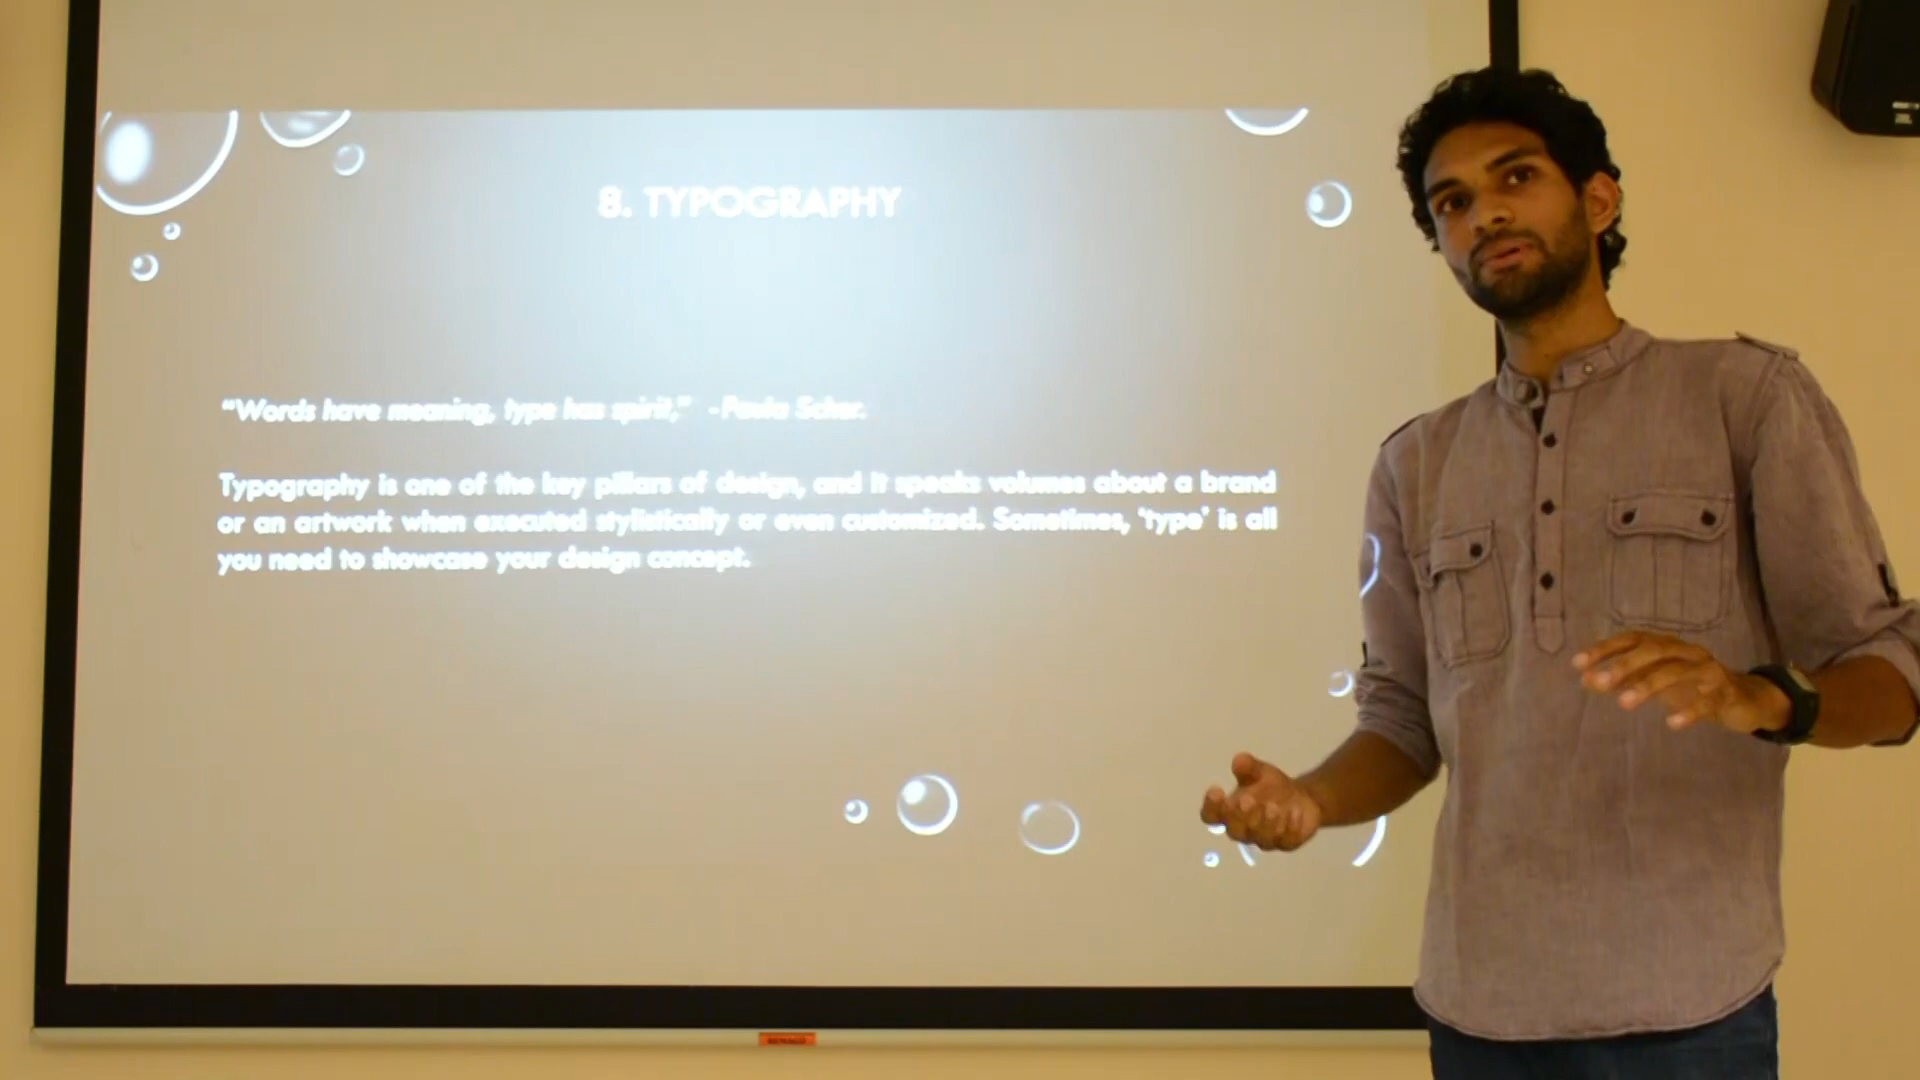 8. TYPOGRAPHY
“Words have meaning, type has spirit,” -Paula Scher.
Typography is one of the key pillars of design, and it speaks volumes about a brand
or an artwork when executed stylistically or even customized. Sometimes, ‘type’ is all
you need to showcase your design concept.